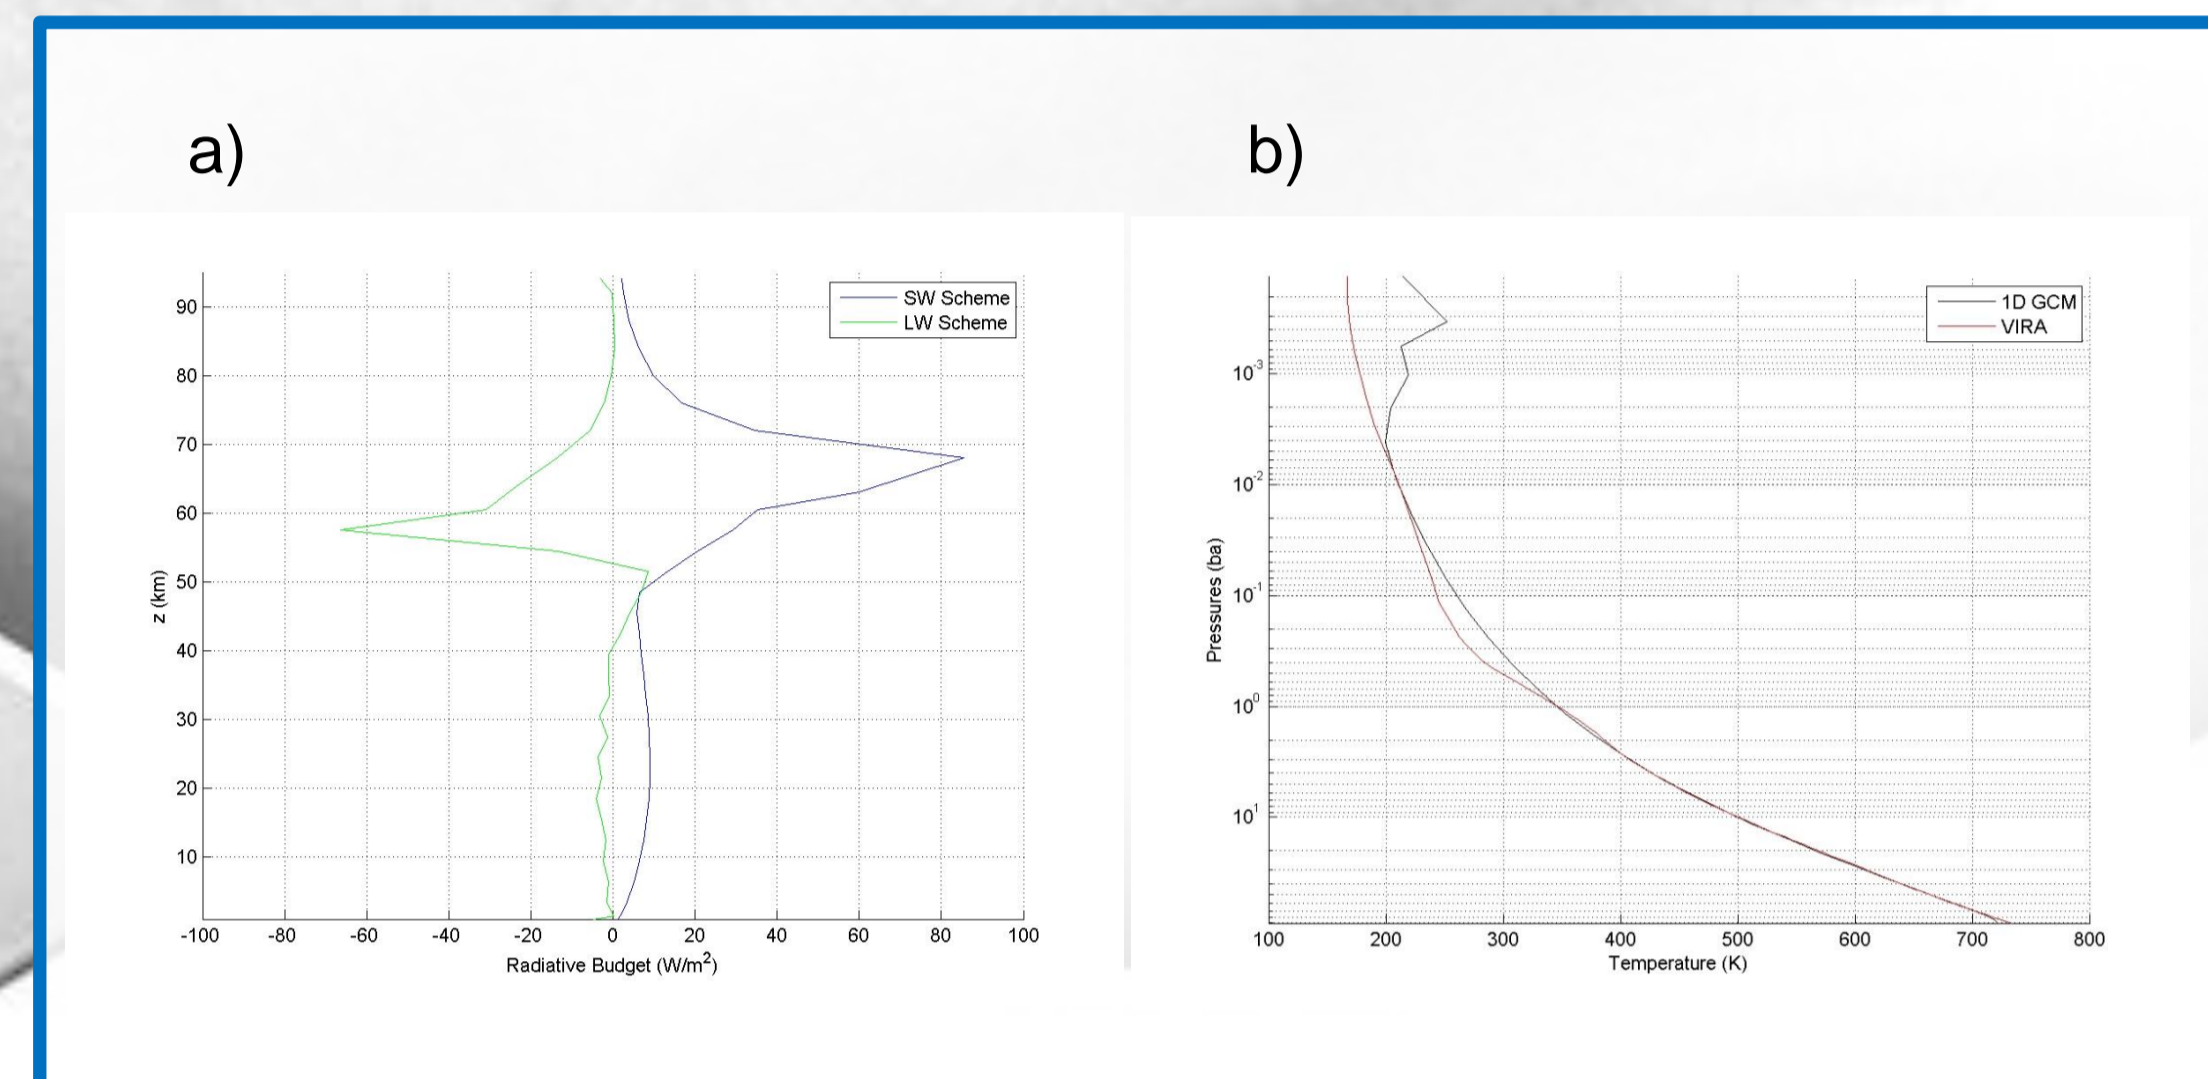 a)
b)
SW Scheme
LW Scheme
90
80
70
60
50
40
30
20
10
z (km)
-100 -80 -60 -40 -20 0 20 40 60 80 100
Radiative Budget (W/m²)
1D GCM
VIRA
10⁻³
10⁻²
10⁻¹
10⁰
10¹
Pressures (ba)
100 200 300 400 500 600 700 800
Temperature (K)